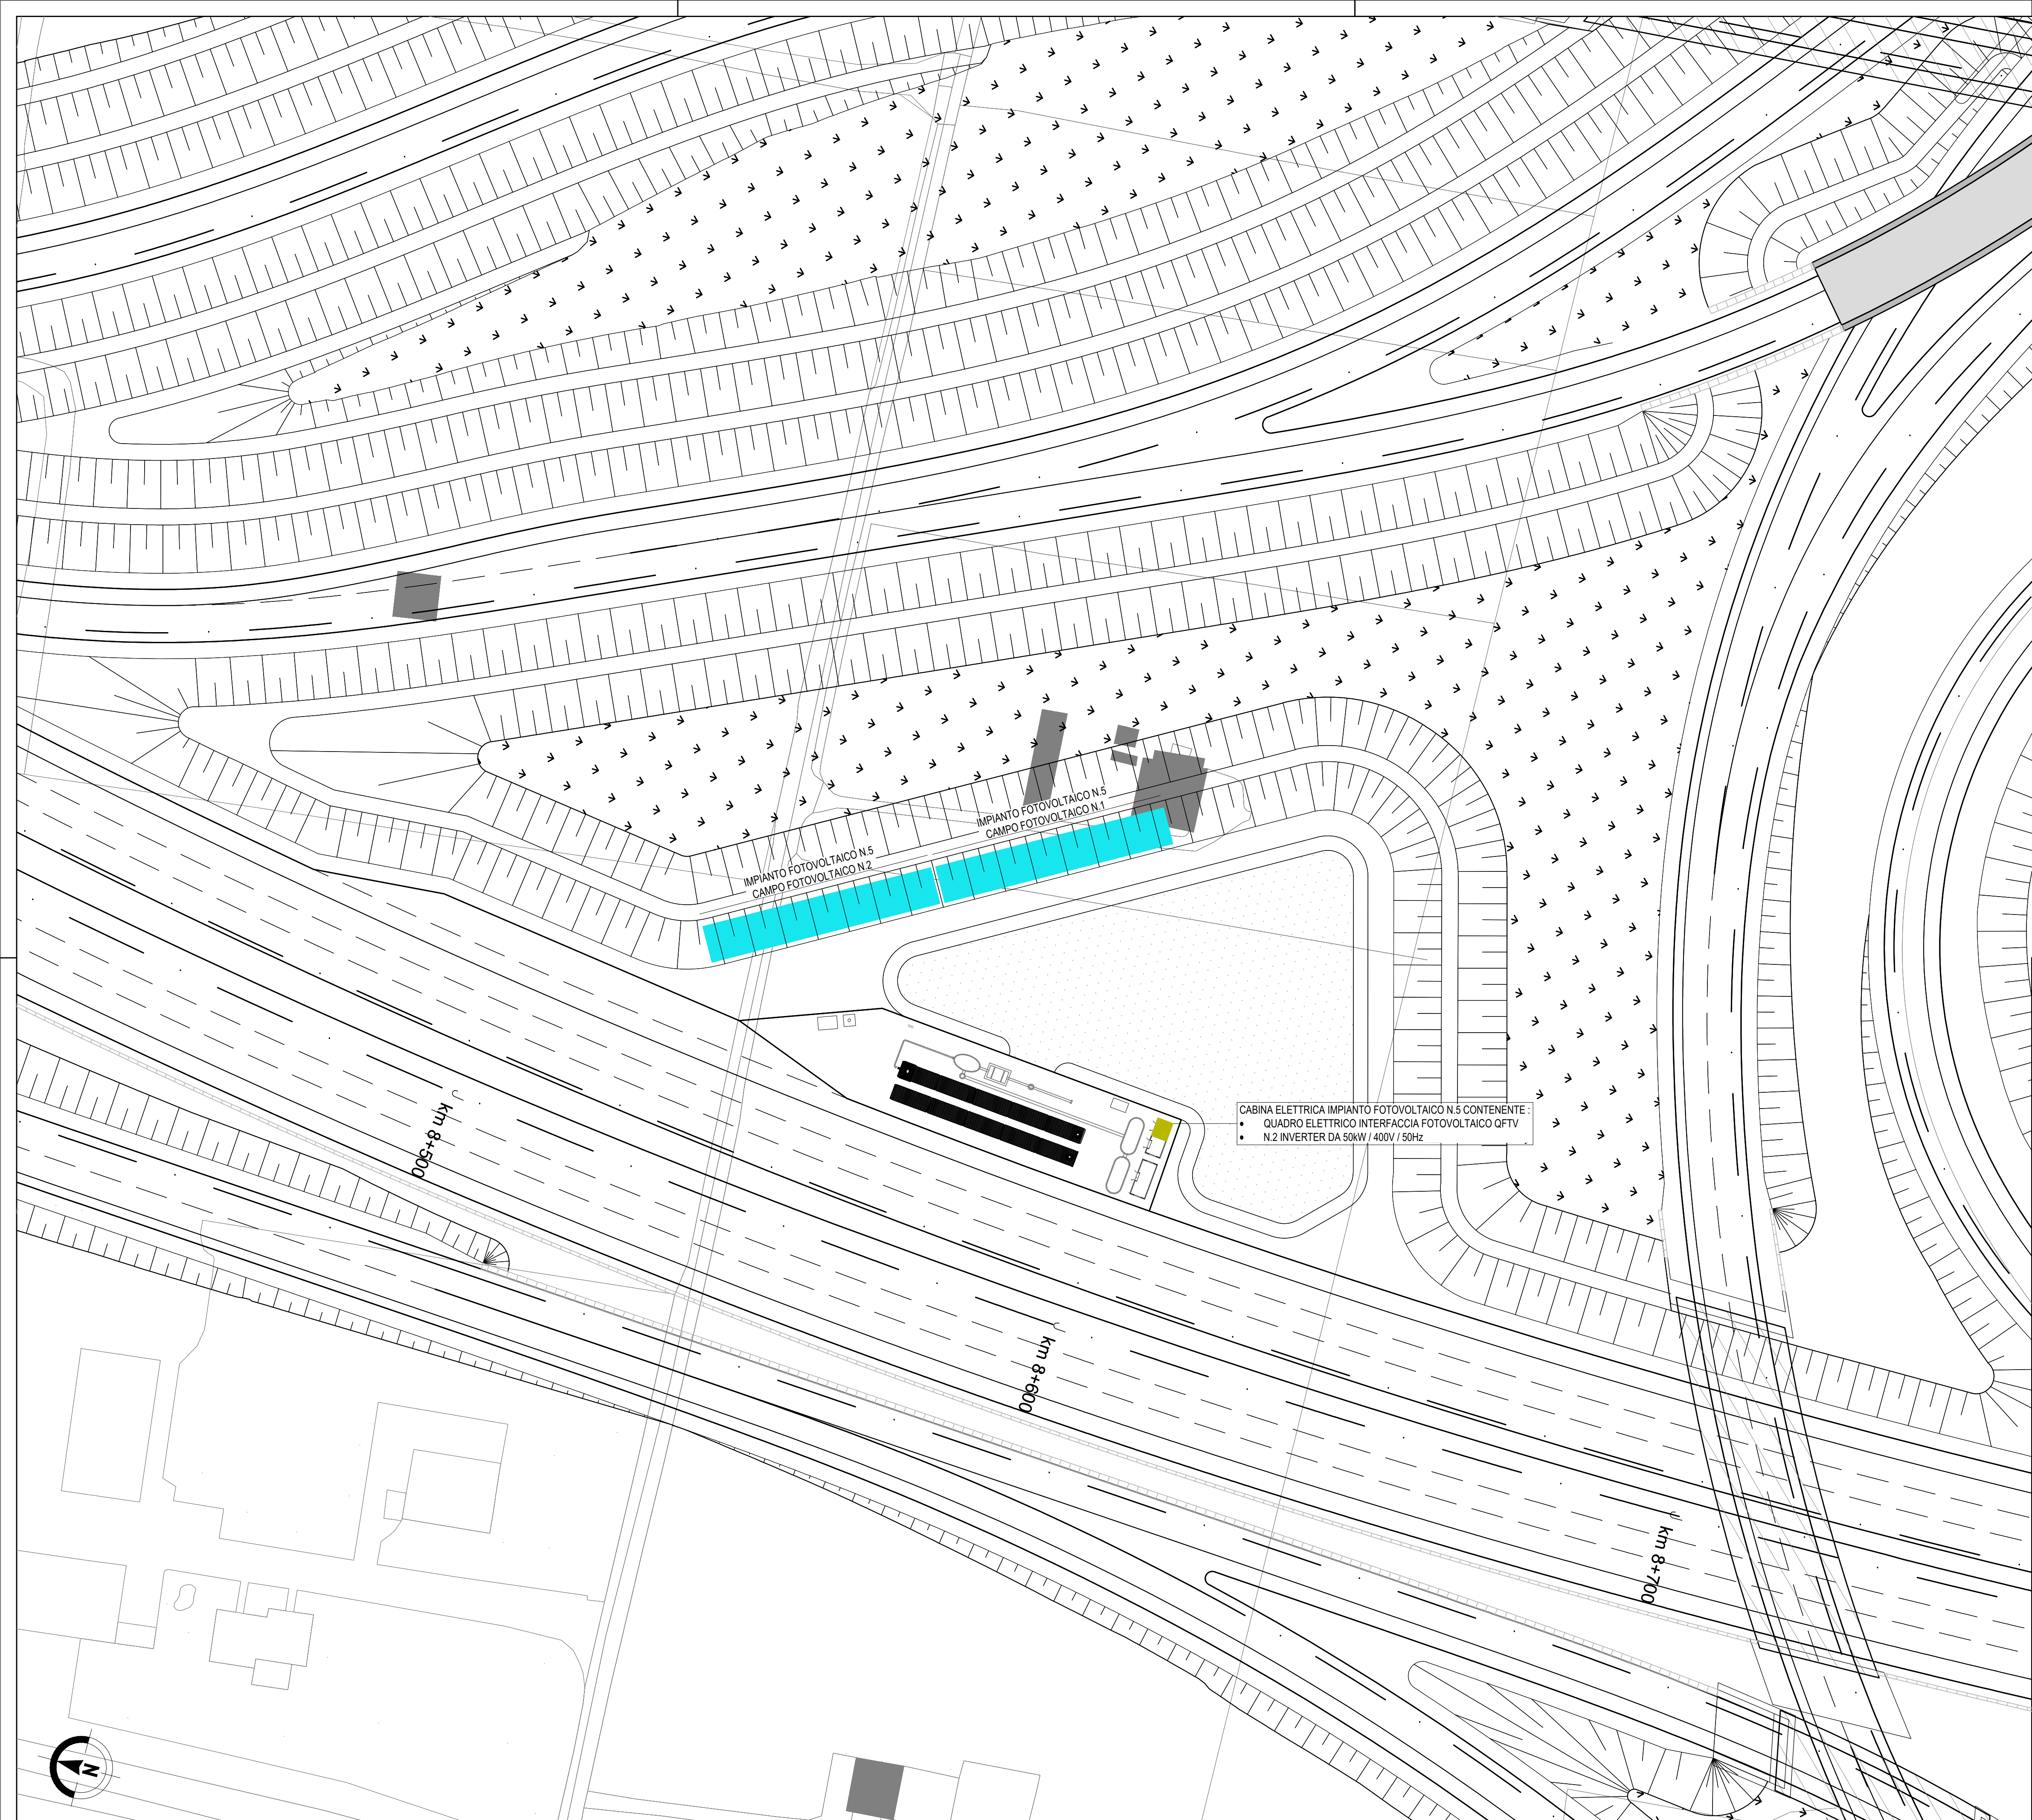 IMPIANTO FOTOVOLTAICO N.5
CAMPO FOTOVOLTAICO N.1
IMPIANTO FOTOVOLTAICO N.5
CAMPO FOTOVOLTAICO N.2
CABINA ELETTRICA IMPIANTO FOTOVOLTAICO N.5 CONTENENTE :
• QUADRO ELETTRICO INTERFACCIA FOTOVOLTAICO QFTV
• N.2 INVERTER DA 50kW / 400V / 50Hz
km 8+500
km 8+600
km 8+700
N